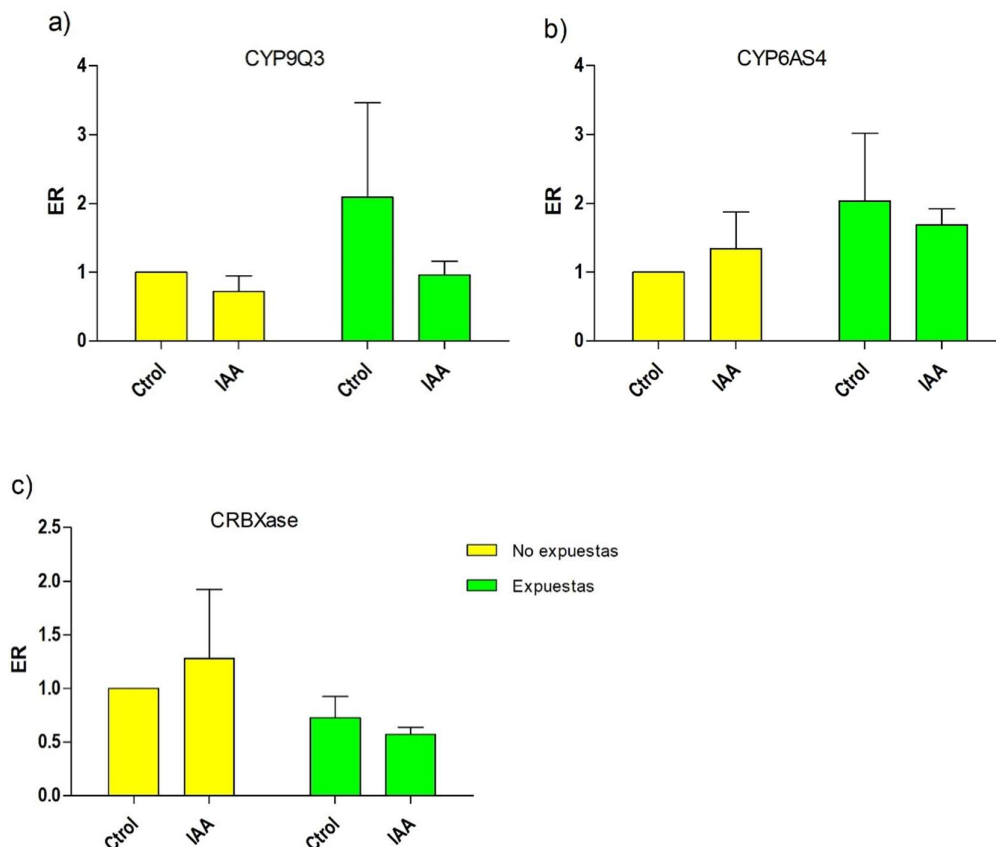 a)
CYP9Q3
4
3
2
1
0
ER
Ctrol
IAA
Ctrol
IAA
b)
CYP6AS4
4
3
2
1
0
ER
Ctrol
IAA
Ctrol
IAA
c)
CRBXase
2.5
2.0
1.5
1.0
0.5
0.0
ER
Ctrol
IAA
Ctrol
IAA
No expuestas
Expuestas